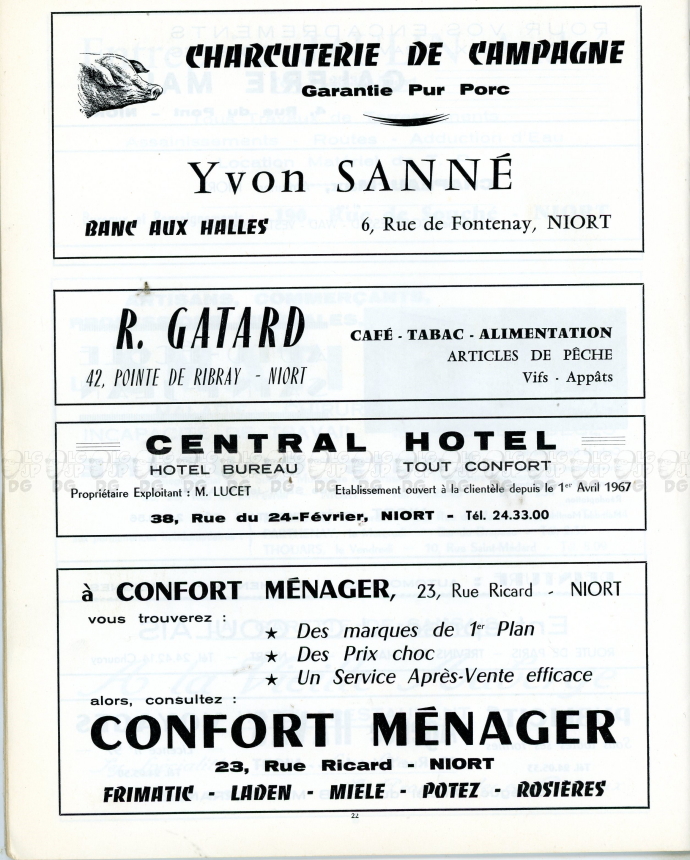 CHARCUTERIE DE CAMPAGNE
Garantie Pur Porc
Yvon SANNÉ
BANC AUX HALLES 6, Rue de Fontenay, NIORT
R. GATARD
42, POINTE DE RIBRAY - NIORT
CAFÉ - TABAC - ALIMENTATION
ARTICLES DE PÊCHE
Vifs - Appâts
CENTRAL HOTEL
HOTEL BUREAU TOUT CONFORT
Propriétaire Exploitant : M. LUCET Etablissement ouvert à la clientèle depuis le 1er Avril 1967
38, Rue du 24-Février, NIORT - Tél. 24.33.00
à CONFORT MÉNAGER, 23, Rue Ricard - NIORT
vous trouverez :
★ Des marques de 1er Plan
★ Des Prix choc
★ Un Service Après-Vente efficace
alors, consultez :
CONFORT MÉNAGER
23, Rue Ricard - NIORT
FRIMATIC - LADEN - MIELE - POTEZ - ROSIÈRES
22